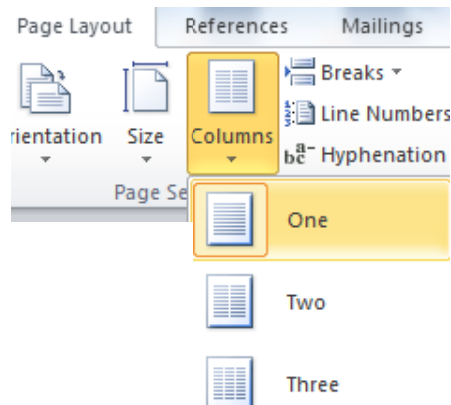 Page Layout References Mailings
Breaks
Line Numbers
rientation Size Columns
Hyphenation
Page Se
One
Two
Three